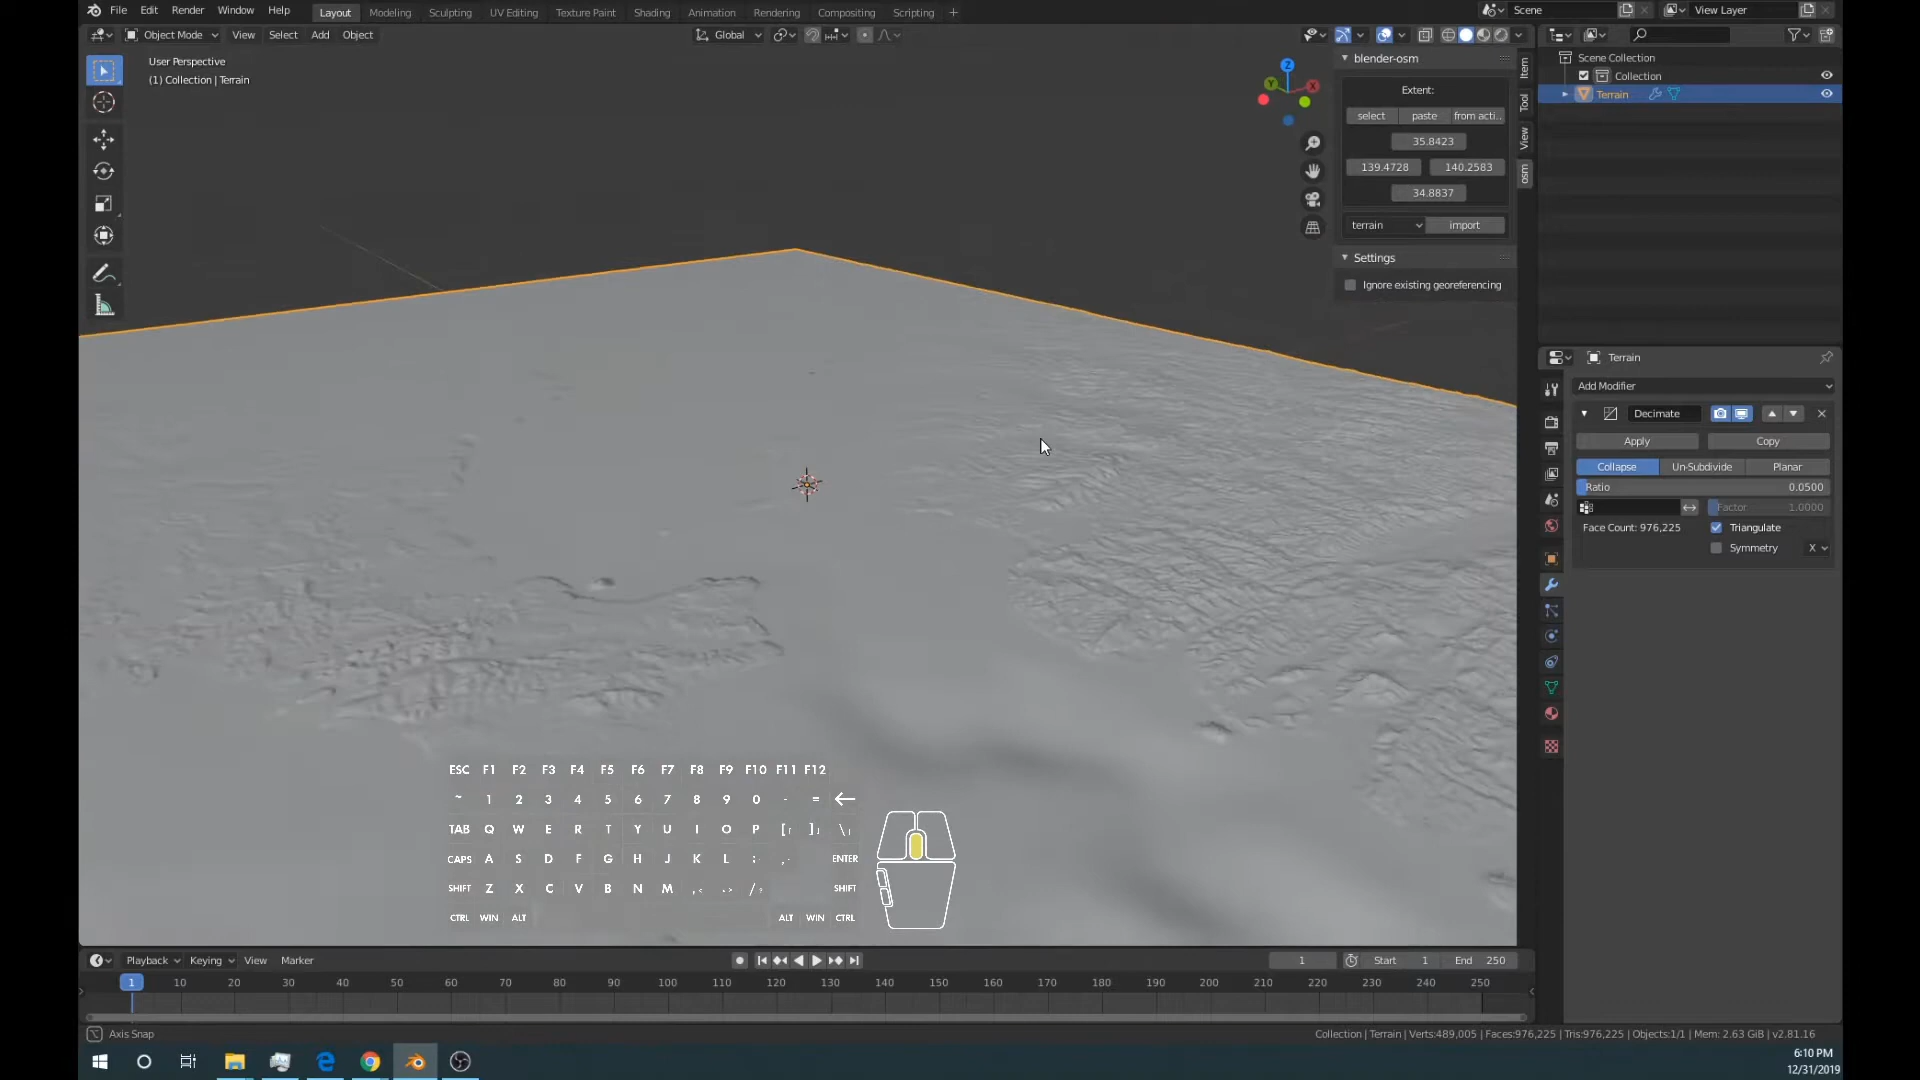 File Edit Render Window Help Layout Modeling Sculpting UV Editing Texture Paint Shading Animation Rendering Compositing Scripting + Scene View Layer
Object Mode View Select Add Object Global
User Perspective
(1) Collection | Terrain
Z
Y
X
blender-osm
Extent:
select paste from acti..
35.8423
139.4728 140.2583
34.8837
terrain import
Settings
Ignore existing georeferencing
Item
Tool
View
osm
Scene Collection
Collection
Terrain
Terrain
Add Modifier
Decimate
Apply Copy
Collapse Un-Subdivide Planar
Ratio 0.0500
Factor 1.0000
Face Count: 976,225 Triangulate
Symmetry X
ESC F1 F2 F3 F4 F5 F6 F7 F8 F9 F10 F11 F12
~ 1 2 3 4 5 6 7 8 9 0 - =
TAB Q W E R T Y U I O P [ ] \
CAPS A S D F G H J K L ; ENTER
SHIFT Z X C V B N M , . / SHIFT
CTRL WIN ALT ALT WIN CTRL
Playback Keying View Marker 1 Start 1 End 250
1 10 20 30 40 50 60 70 80 90 100 110 120 130 140 150 160 170 180 190 200 210 220 230 240 250
Axis Snap Collection | Terrain | Verts:489,005 | Faces:976,225 | Tris:976,225 | Objects:1/1 | Mem: 2.63 GiB | v2.81.16
6:10 PM
12/31/2019